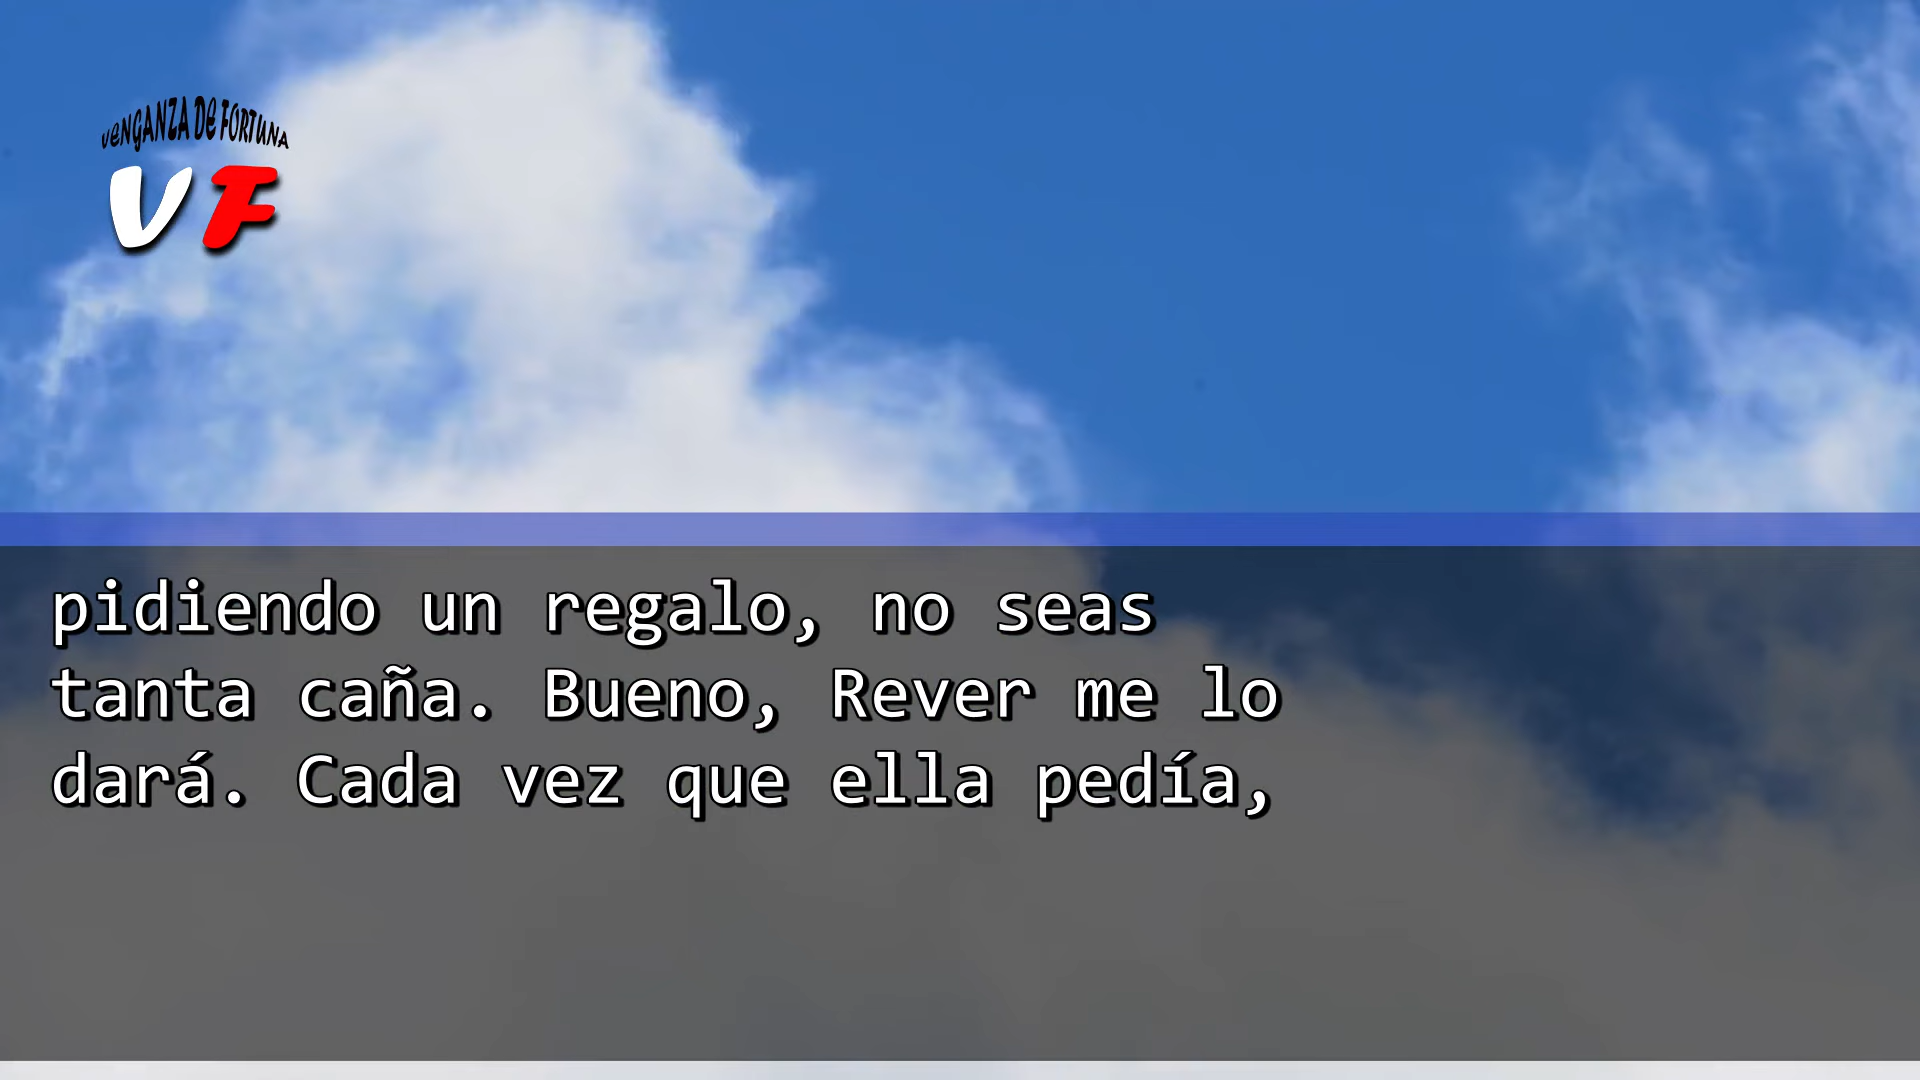 VENGANZA DE FORTUNA
VF
pidiendo un regalo, no seas
tanta caña. Bueno, Rever me lo
dará. Cada vez que ella pedía,